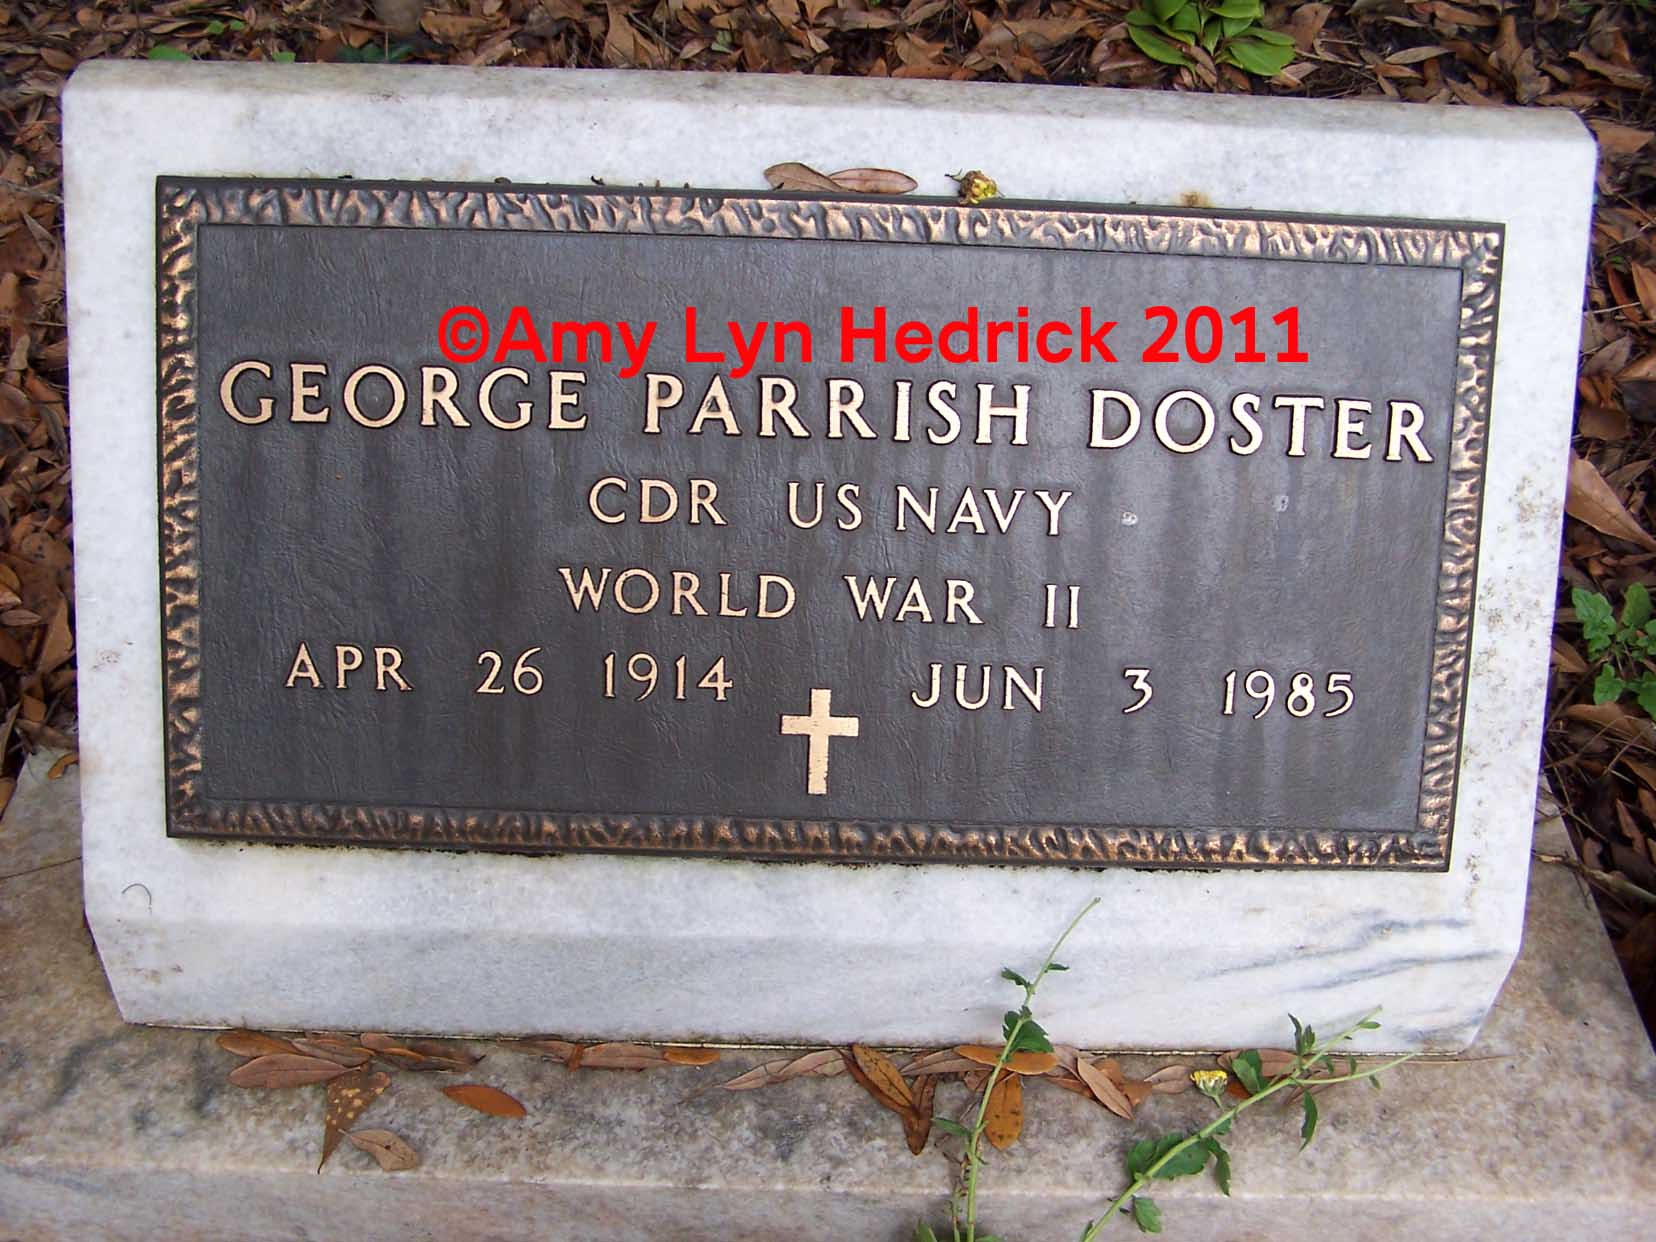 ©Amy Lyn Hedrick 2011
GEORGE PARRISH DOSTER
CDR US NAVY
WORLD WAR II
APR 26 1914 JUN 3 1985